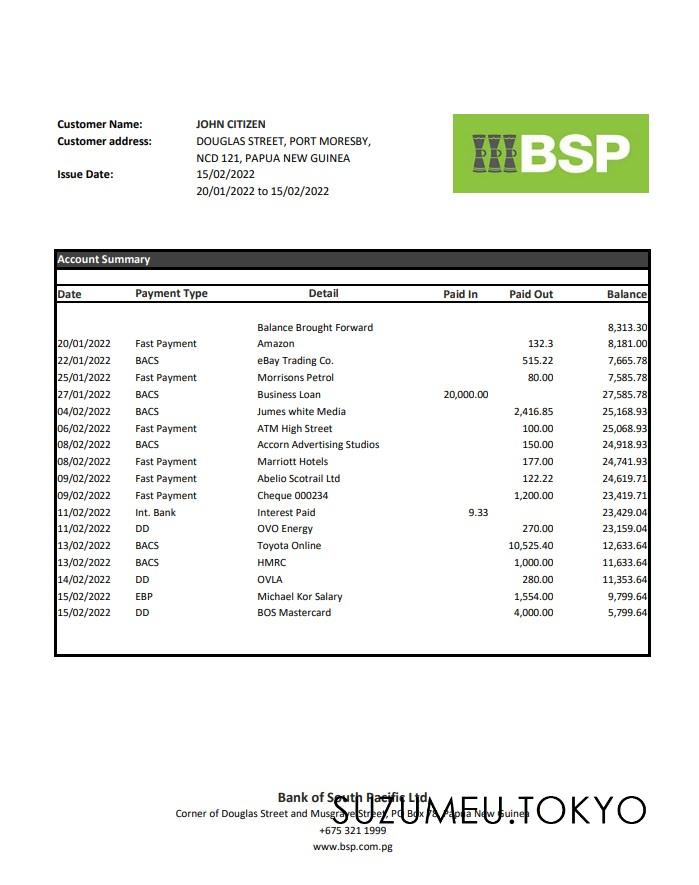 Customer Name: JOHN CITIZEN
Customer address: DOUGLAS STREET, PORT MORESBY,
NCD 121, PAPUA NEW GUINEA
Issue Date: 15/02/2022
20/01/2022 to 15/02/2022
BSP
Account Summary
Date Payment Type Detail Paid In Paid Out Balance
Balance Brought Forward 8,313.30
20/01/2022 Fast Payment Amazon 132.3 8,181.00
22/01/2022 BACS eBay Trading Co. 515.22 7,665.78
25/01/2022 Fast Payment Morrisons Petrol 80.00 7,585.78
27/01/2022 BACS Business Loan 20,000.00 27,585.78
04/02/2022 BACS Jumes white Media 2,416.85 25,168.93
06/02/2022 Fast Payment ATM High Street 100.00 25,068.93
08/02/2022 BACS Accorn Advertising Studios 150.00 24,918.93
08/02/2022 Fast Payment Marriott Hotels 177.00 24,741.93
09/02/2022 Fast Payment Abelio Scotrail Ltd 122.22 24,619.71
09/02/2022 Fast Payment Cheque 000234 1,200.00 23,419.71
11/02/2022 Int. Bank Interest Paid 9.33 23,429.04
11/02/2022 DD OVO Energy 270.00 23,159.04
13/02/2022 BACS Toyota Online 10,525.40 12,633.64
13/02/2022 BACS HMRC 1,000.00 11,633.64
14/02/2022 DD OVLA 280.00 11,353.64
15/02/2022 EBP Michael Kor Salary 1,554.00 9,799.64
15/02/2022 DD BOS Mastercard 4,000.00 5,799.64
Bank of South Pacific Ltd
Corner of Douglas Street and Musgrave Street, PO Box 78, Papua New Guinea
SUZUMEU.TOKYO
+675 321 1999
www.bsp.com.pg